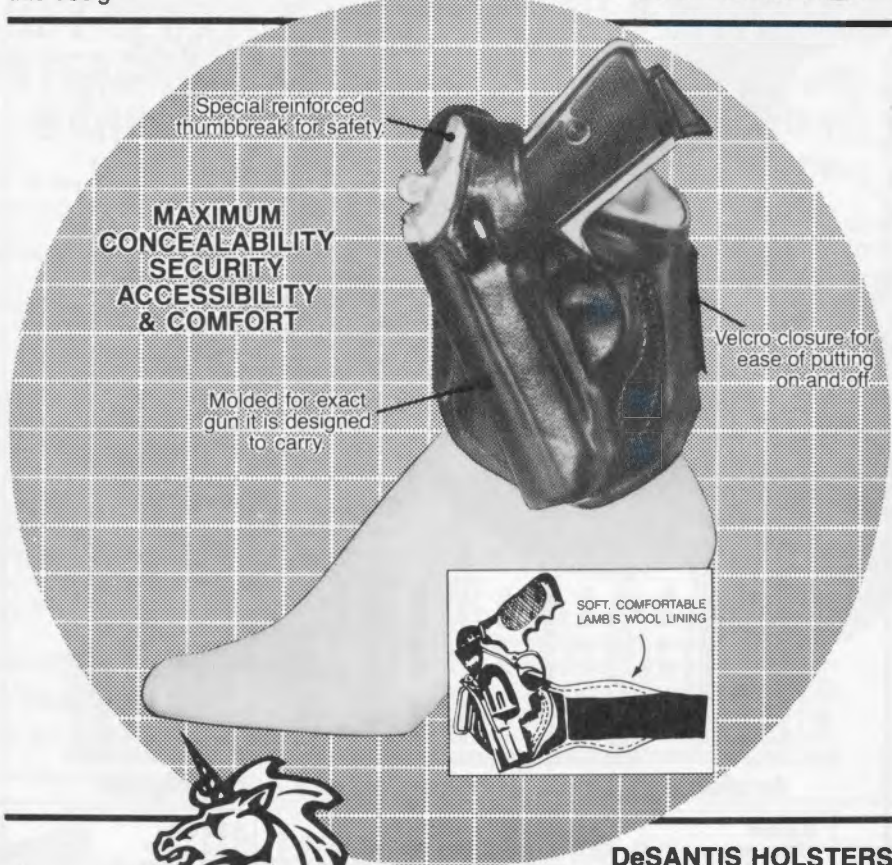 Special reinforced
thumbbreak for safety.
MAXIMUM
CONCEALABILITY
SECURITY
ACCESSIBILITY
& COMFORT
Velcro closure for
ease of putting
on and off.
Molded for exact
gun it is designed
to carry.
SOFT. COMFORTABLE
LAMB'S WOOL LINING
DeSANTIS HOLSTERS